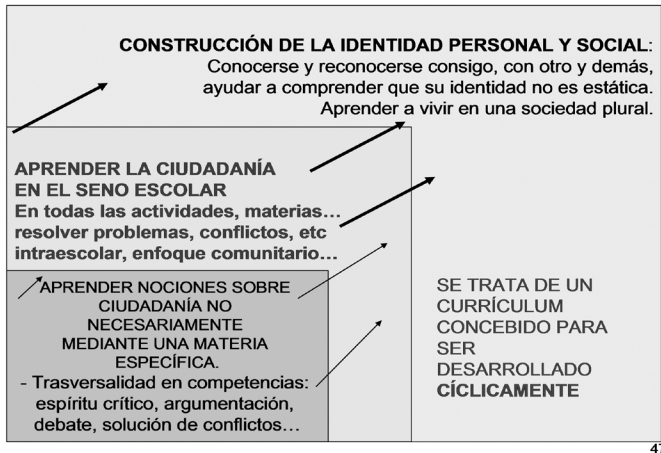 CONSTRUCCIÓN DE LA IDENTIDAD PERSONAL Y SOCIAL:
Conocerse y reconocerse consigo, con otro y demás,
ayudar a comprender que su identidad no es estática.
Aprender a vivir en una sociedad plural.
APRENDER LA CIUDADANÍA
EN EL SENO ESCOLAR
En todas las actividades, materias…
resolver problemas, conflictos, etc
intraescolar, enfoque comunitario…
APRENDER NOCIONES SOBRE
CIUDADANÍA NO
NECESARIAMENTE
MEDIANTE UNA MATERIA
ESPECÍFICA.
- Trasversalidad en competencias:
espíritu crítico, argumentación,
debate, solución de conflictos…
SE TRATA DE UN
CURRÍCULUM
CONCEBIDO PARA
SER
DESARROLLADO
CÍCLICAMENTE
47